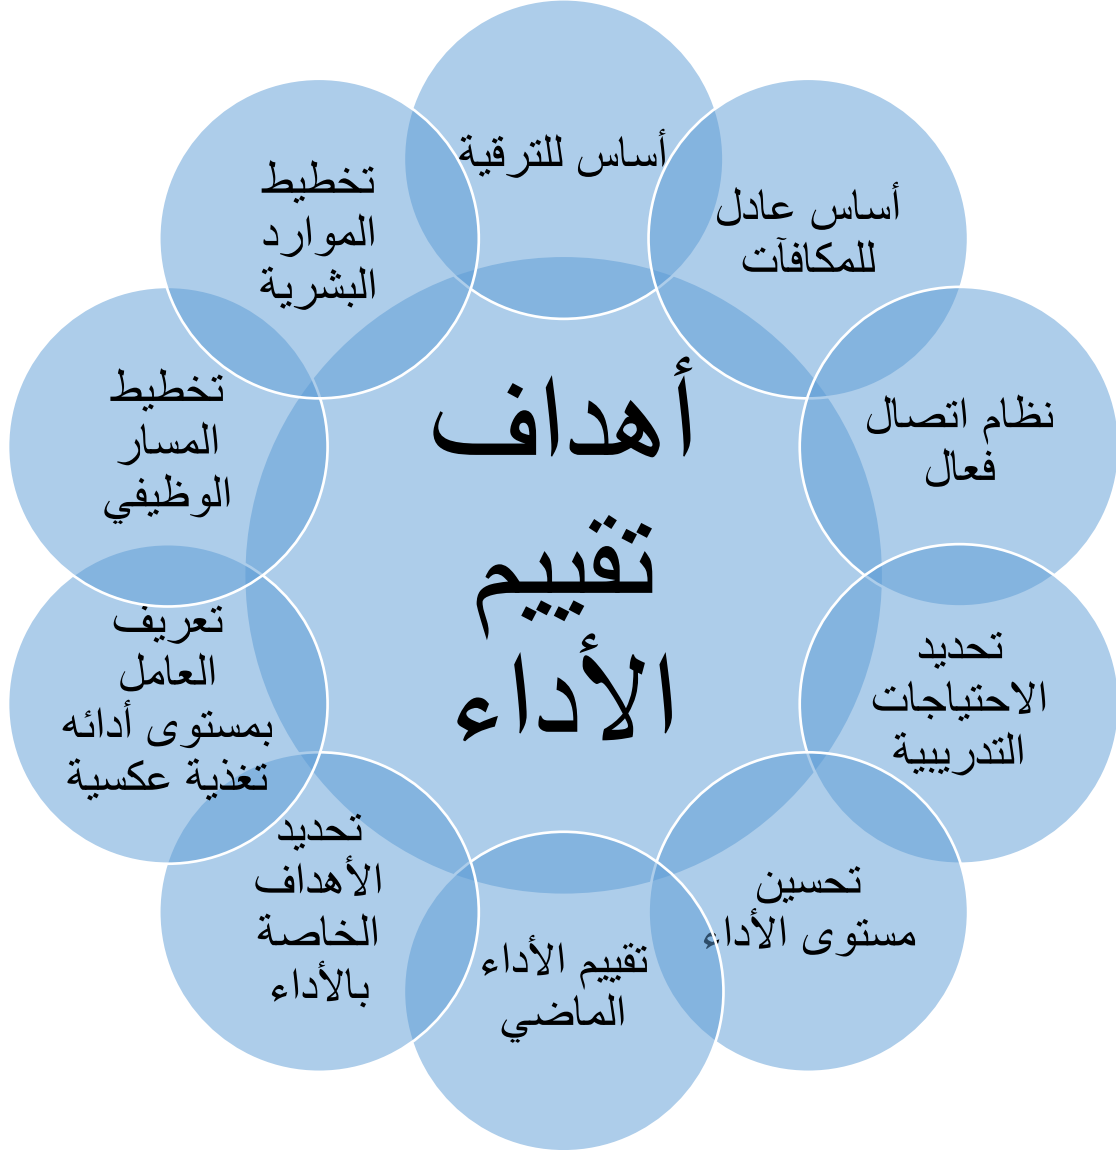 أهداف
تقييم
الأداء
أساس للترقية
أساس عادل
للمكافآت
نظام اتصال
فعال
تحديد
الاحتياجات
التدريبية
تحسين
مستوى الأداء
تقييم الأداء
الماضي
تحديد
الأهداف
الخاصة
بالأداء
تعريف
العامل
بمستوى أدائه
تغذية عكسية
تخطيط
المسار
الوظيفي
تخطيط
الموارد
البشرية